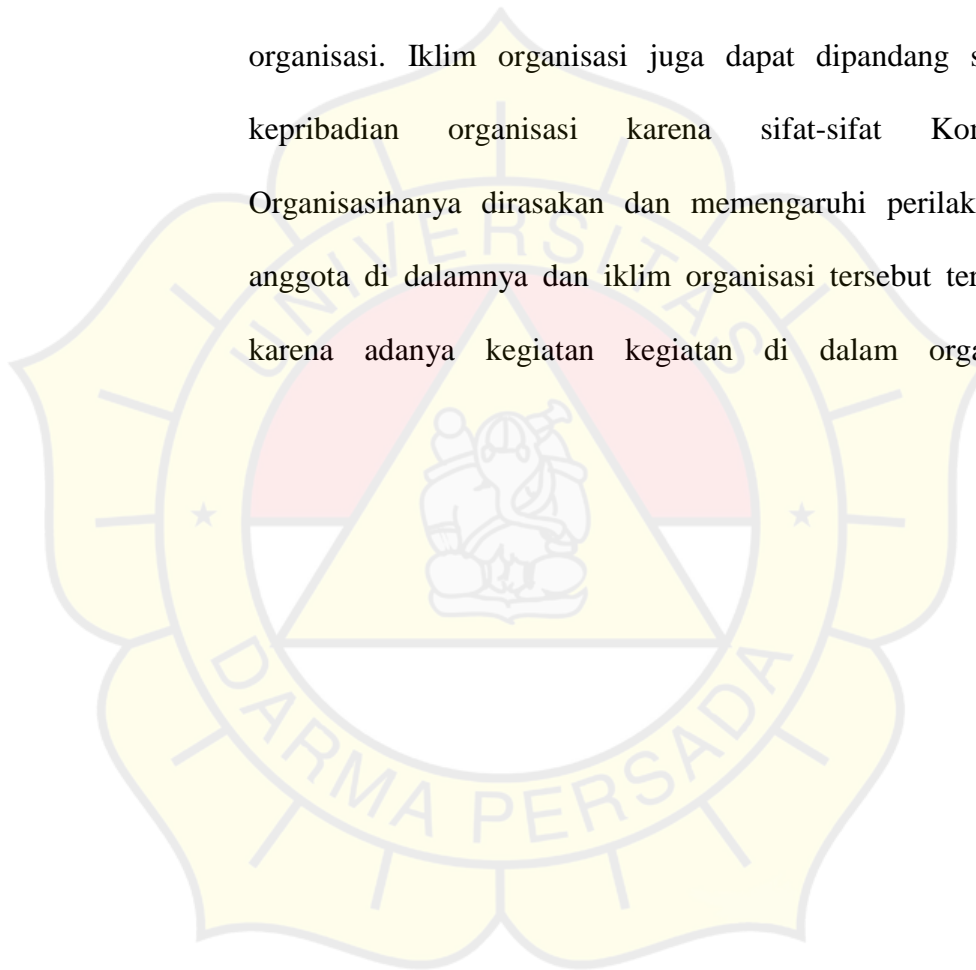 organisasi. Iklim organisasi juga dapat dipandang
kepribadian organisasi karena sifat-sifat
Organisasihanya dirasakan dan memengaruhi
anggota di dalamnya dan iklim organisasi tersebut
karena adanya kegiatan kegiatan di dalam
UNIVERSITAS
DARMA PERSADA